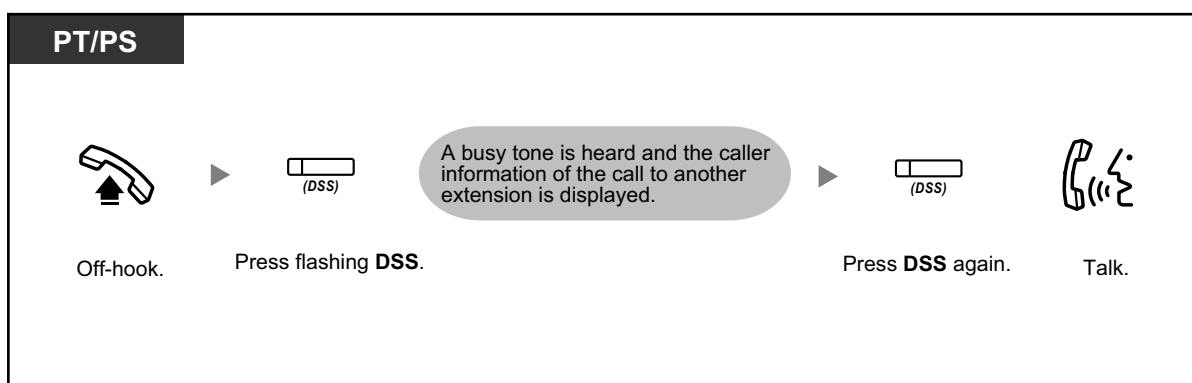 PT/PS
(DSS)
A busy tone is heard and the caller
information of the call to another
extension is displayed.
(DSS)
Off-hook.
Press flashing DSS.
Press DSS again.
Talk.